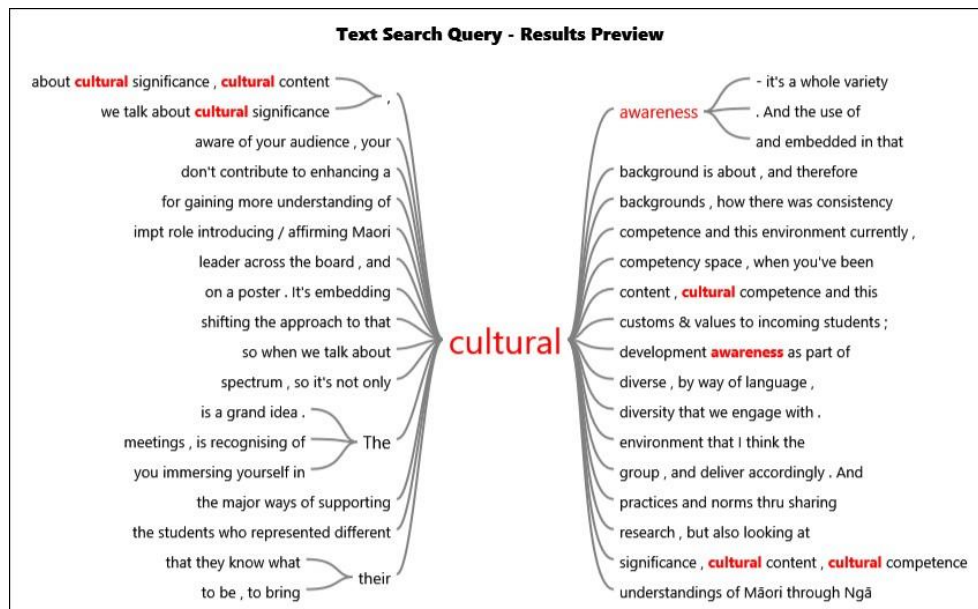 Text Search Query - Results Preview
about cultural significance , cultural content
we talk about cultural significance
,
aware of your audience , your
don't contribute to enhancing a
for gaining more understanding of
impt role introducing / affirming Maori
leader across the board , and
on a poster . It's embedding
shifting the approach to that
so when we talk about
spectrum , so it's not only
is a grand idea .
meetings , is recognising of
you immersing yourself in
The
the major ways of supporting
the students who represented different
that they know what
to be , to bring
their
cultural
awareness
- it's a whole variety
. And the use of
and embedded in that
background is about , and therefore
backgrounds , how there was consistency
competence and this environment currently ,
competency space , when you've been
content , cultural competence and this
customs & values to incoming students ;
development awareness as part of
diverse , by way of language ,
diversity that we engage with .
environment that I think the
group , and deliver accordingly . And
practices and norms thru sharing
research , but also looking at
significance , cultural content , cultural competence
understandings of Māori through Ngā